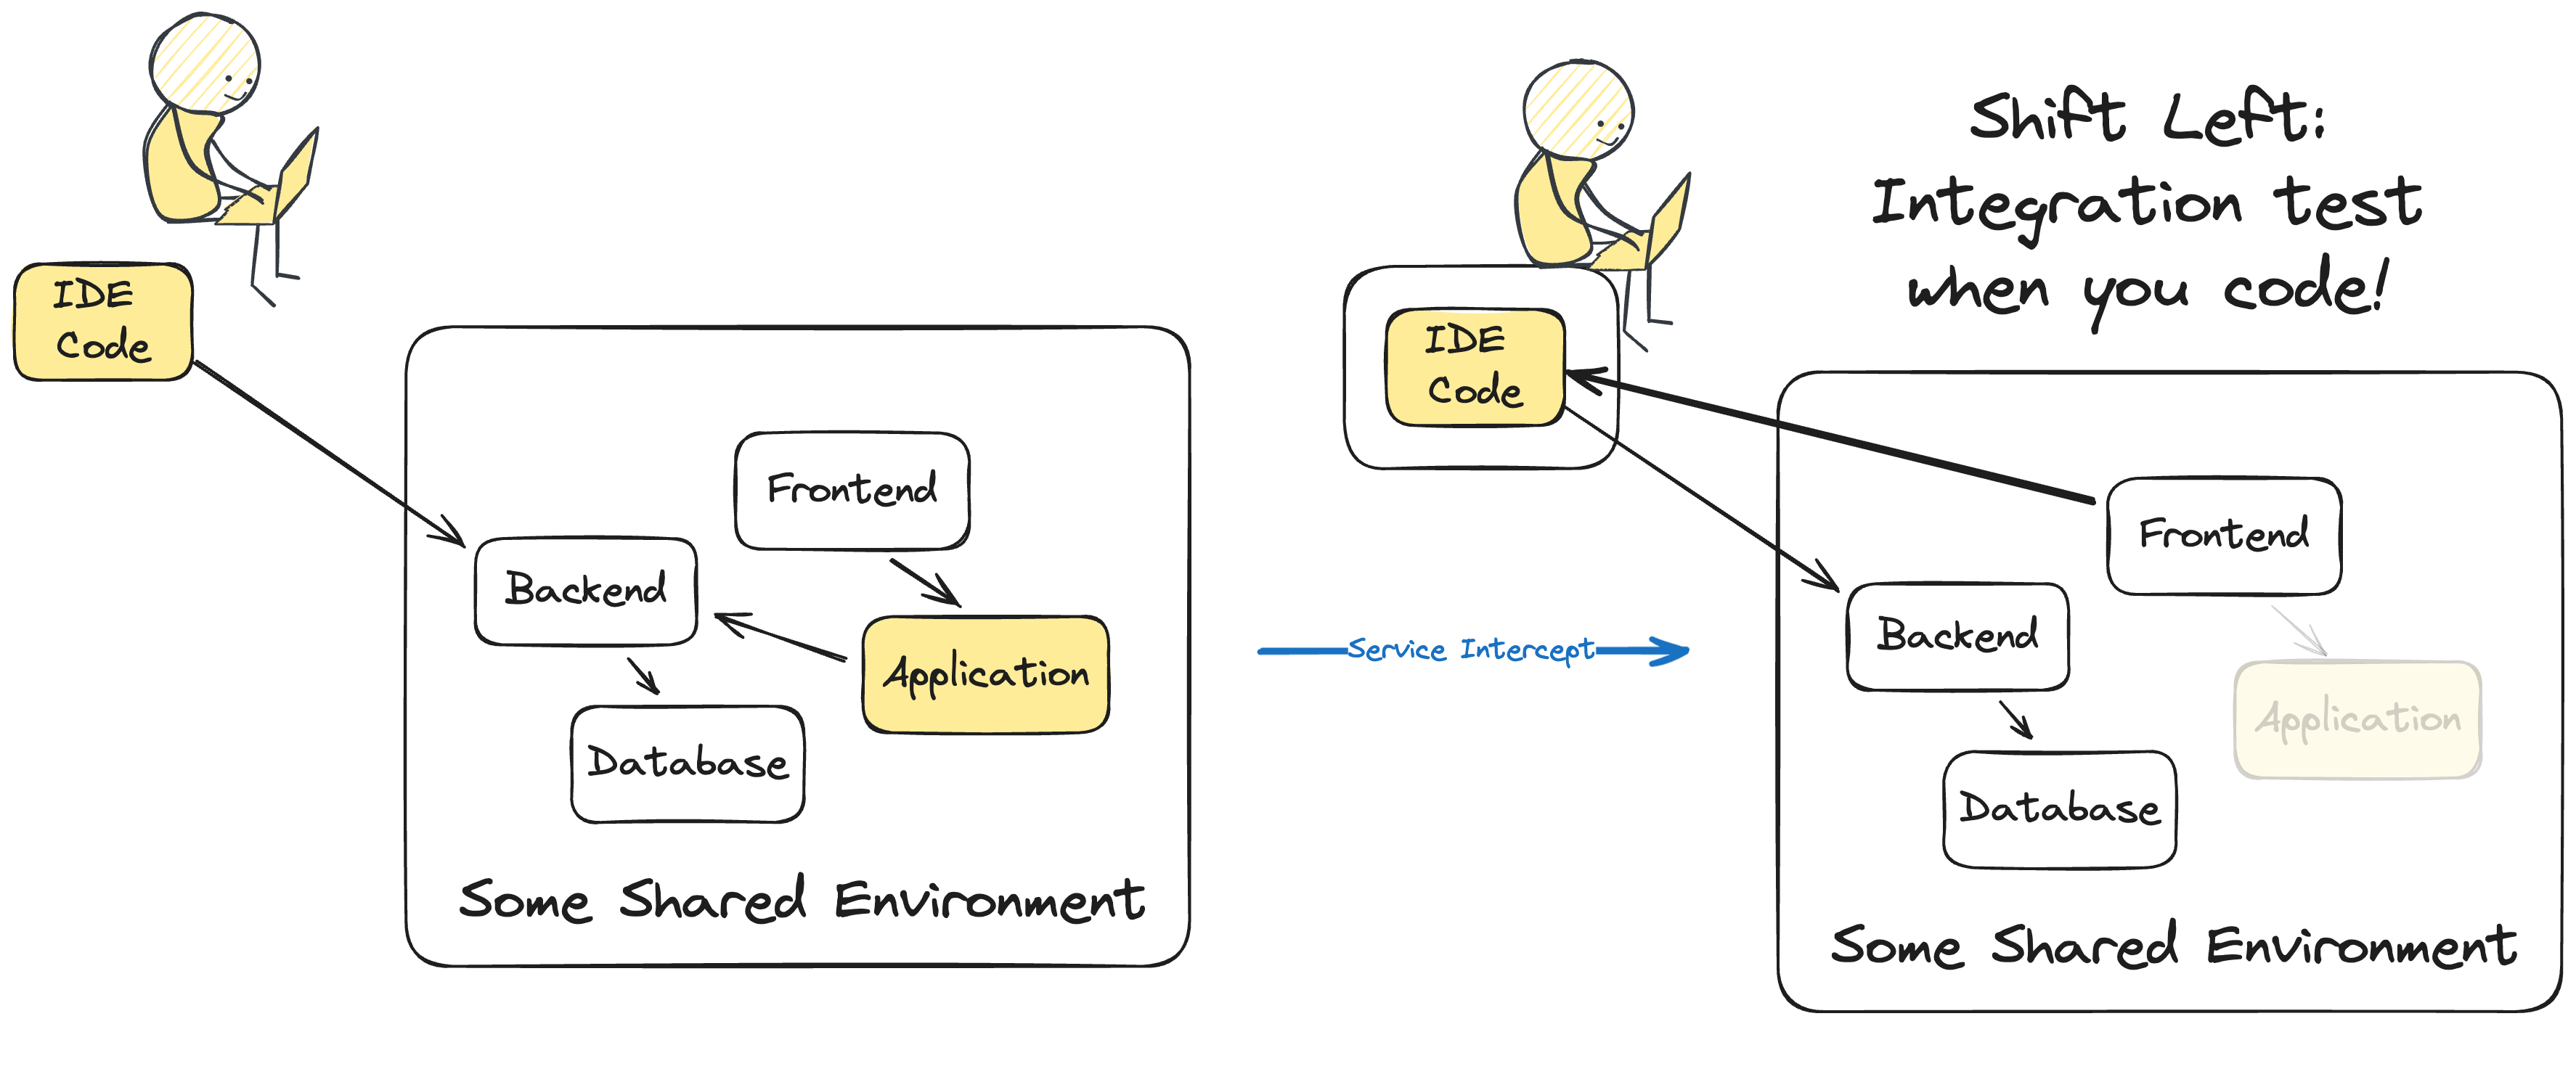 IDE
Code
Frontend
Backend
Application
Database
Some Shared Environment
Service Intercept
Shift Left:
Integration test
when you code!
IDE
Code
Frontend
Backend
Application
Database
Some Shared Environment